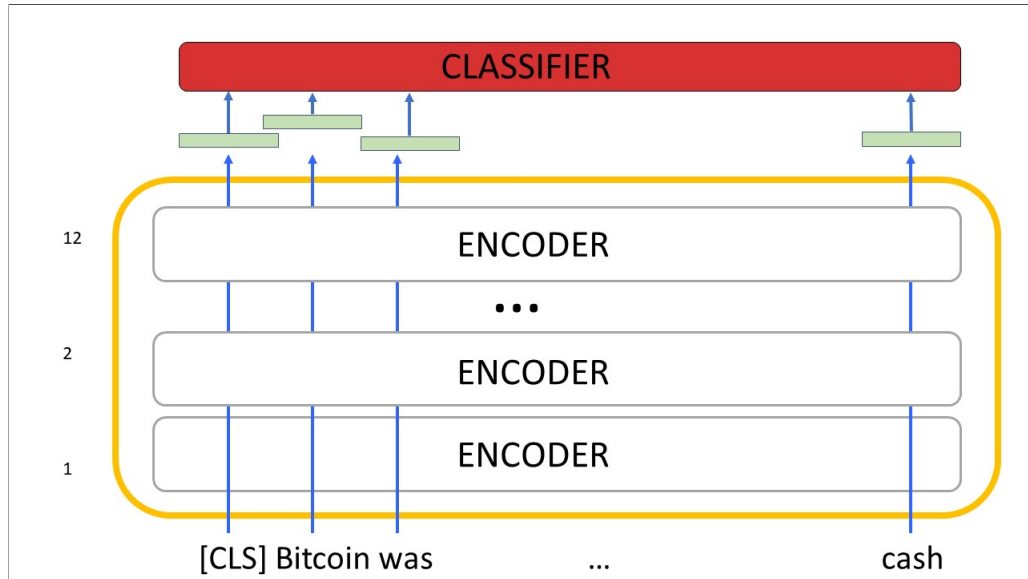 CLASSIFIER
12
ENCODER
...
2
ENCODER
1
ENCODER
[CLS] Bitcoin was ... cash